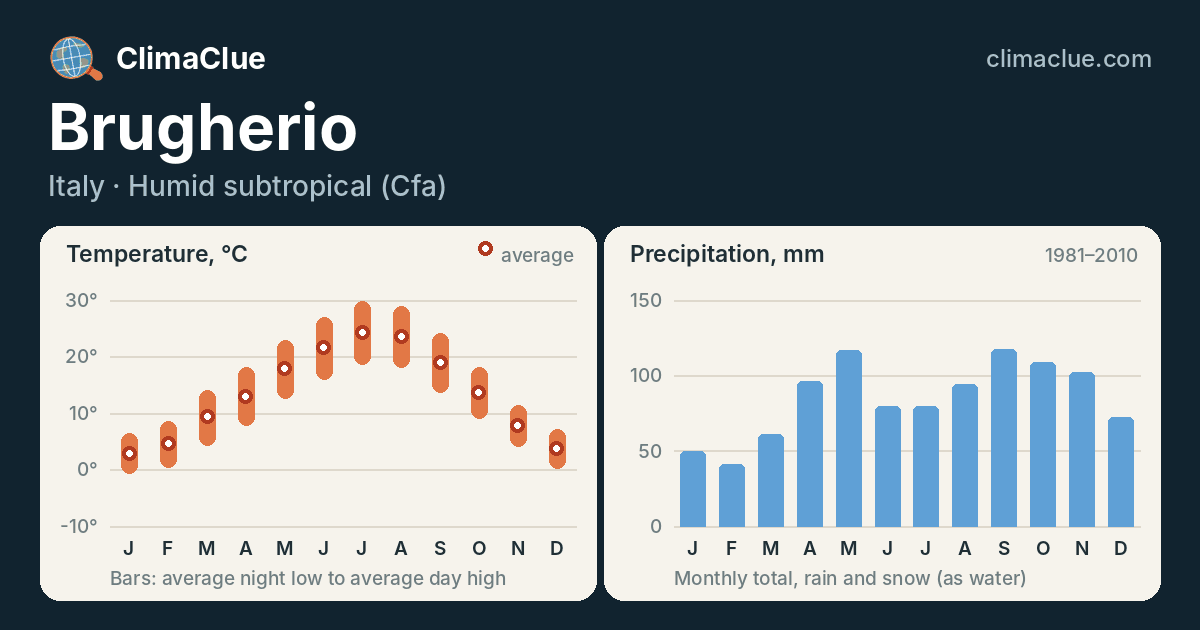 ClimaClue
climaclue.com
Brugherio
Italy · Humid subtropical (Cfa)
Temperature, °C
average
30°
20°
10°
0°
-10°
J F M A M J J A S O N D
Bars: average night low to average day high
Precipitation, mm
1981–2010
150
100
50
0
J F M A M J J A S O N D
Monthly total, rain and snow (as water)